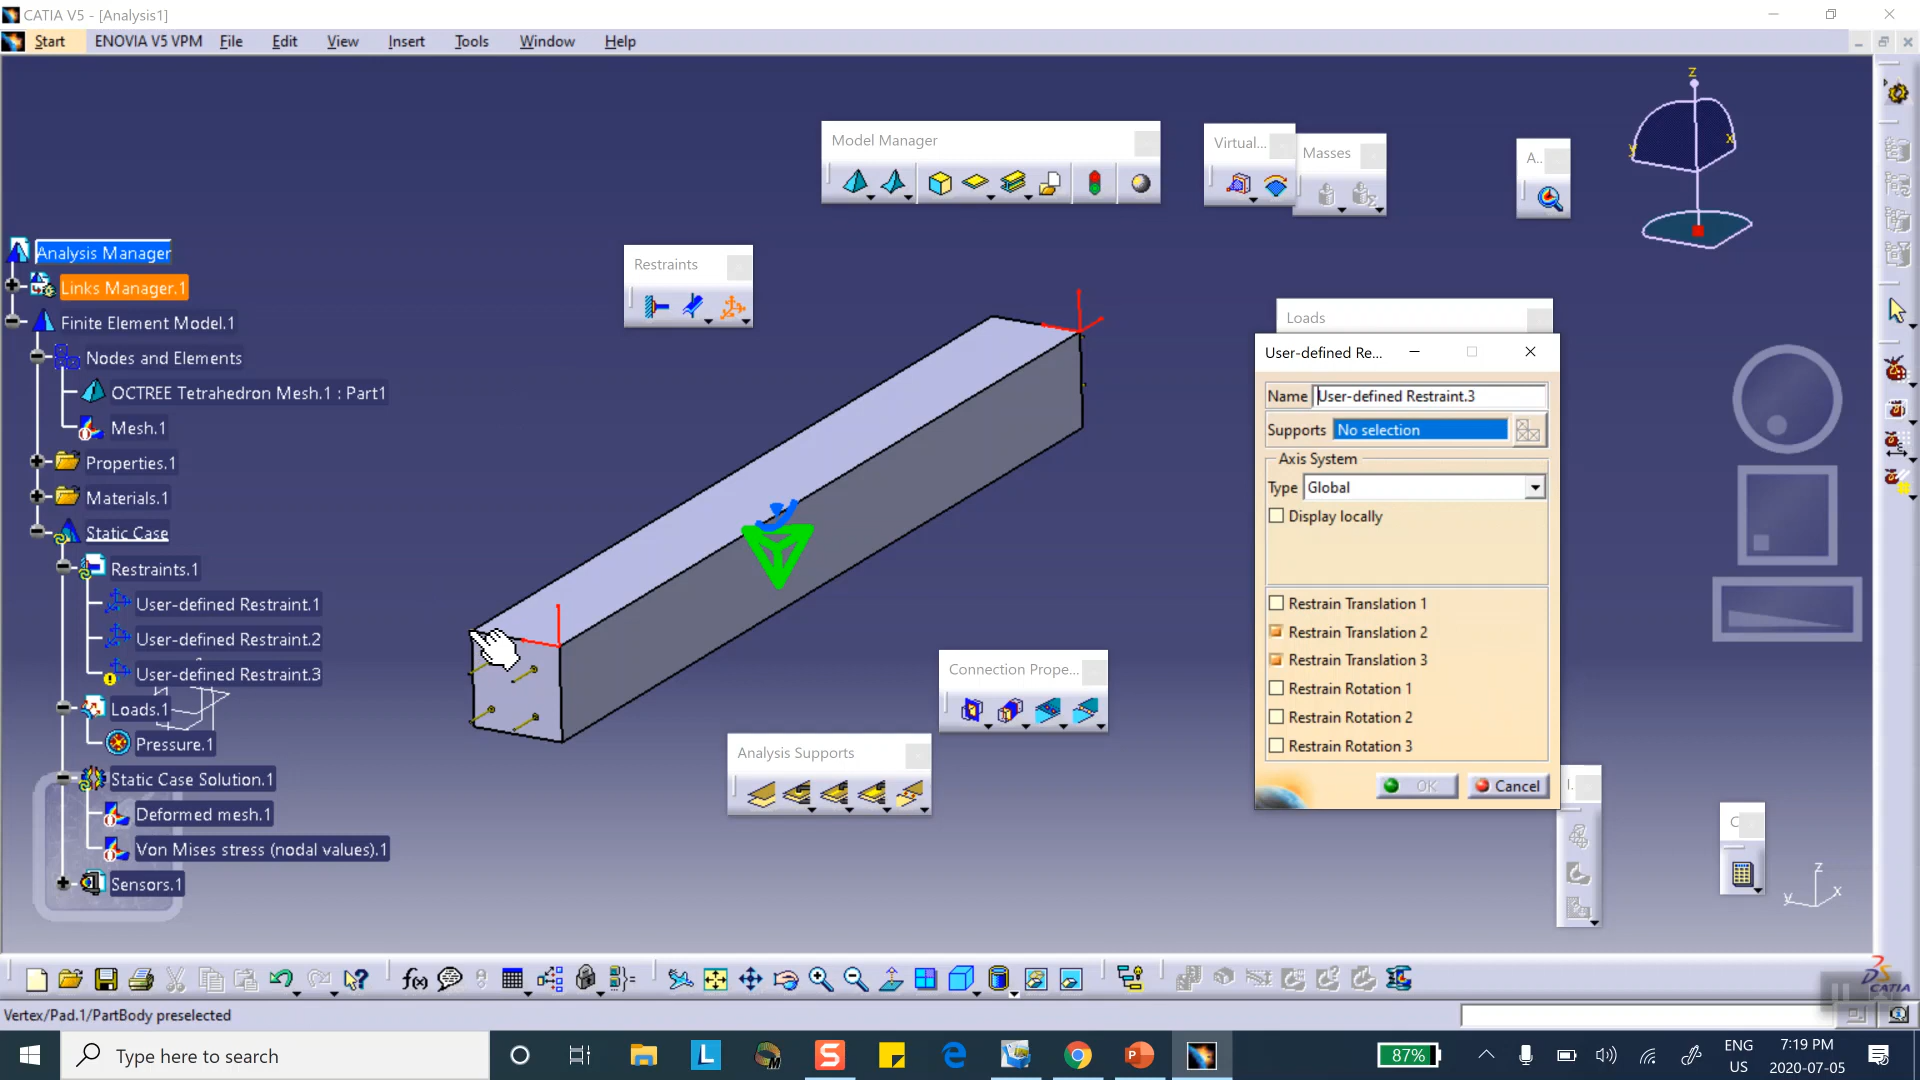 CATIA V5 - [Analysis1]
Start ENOVIA V5 VPM File Edit View Insert Tools Window Help
Model Manager
Virtual...
Masses
A..
z
y
x
Restraints
Loads
Analysis Manager
Links Manager.1
Finite Element Model.1
Nodes and Elements
OCTREE Tetrahedron Mesh.1 : Part1
Mesh.1
Properties.1
Materials.1
Static Case
Restraints.1
User-defined Restraint.1
User-defined Restraint.2
User-defined Restraint.3
Loads.1
Pressure.1
Static Case Solution.1
Deformed mesh.1
Von Mises stress (nodal values).1
Sensors.1
User-defined Re...
Name User-defined Restraint.3
Supports No selection
Axis System
Type Global
Display locally
Restrain Translation 1
Restrain Translation 2
Restrain Translation 3
Restrain Rotation 1
Restrain Rotation 2
Restrain Rotation 3
OK Cancel
Connection Prope...
Analysis Supports
z
y
x
f(x)
CATIA
Vertex/Pad.1/PartBody preselected
Type here to search
87%
ENG
US
7:19 PM
2020-07-05